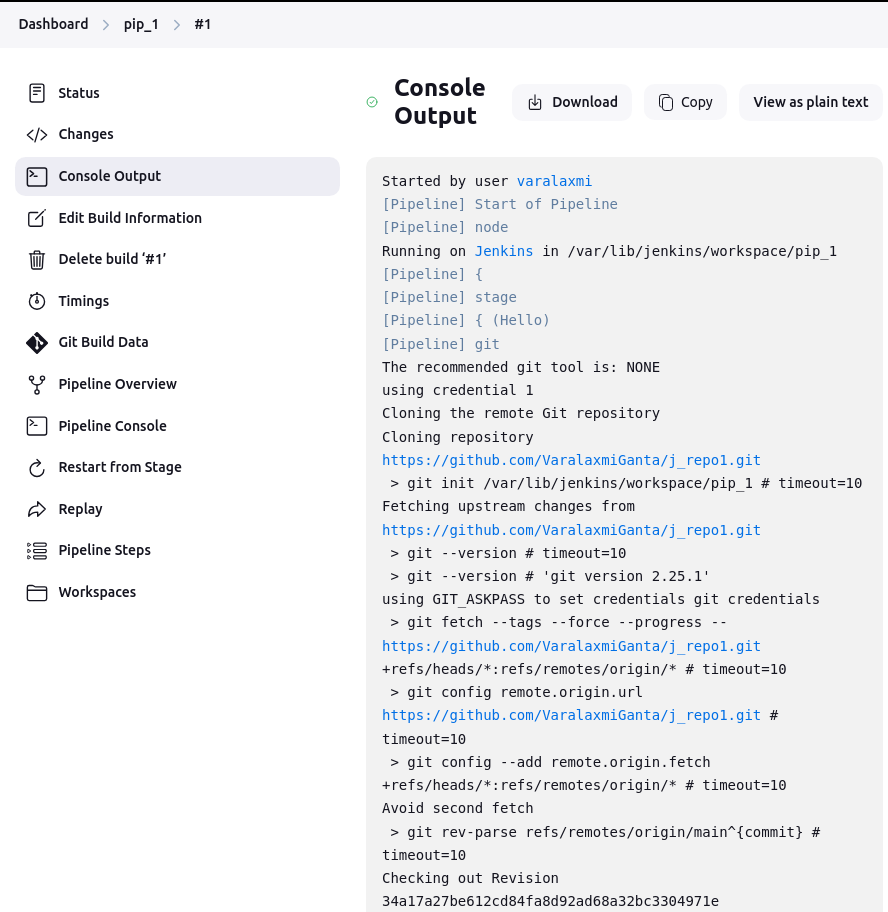 Dashboard > pip_1 > #1
Status
Changes
Console Output
Edit Build Information
Delete build ‘#1’
Timings
Git Build Data
Pipeline Overview
Pipeline Console
Restart from Stage
Replay
Pipeline Steps
Workspaces
Console
Output
Download
Copy
View as plain text
Started by user varalaxmi
[Pipeline] Start of Pipeline
[Pipeline] node
Running on Jenkins in /var/lib/jenkins/workspace/pip_1
[Pipeline] {
[Pipeline] stage
[Pipeline] { (Hello)
[Pipeline] git
The recommended git tool is: NONE
using credential 1
Cloning the remote Git repository
Cloning repository
https://github.com/VaralaxmiGanta/j_repo1.git
 > git init /var/lib/jenkins/workspace/pip_1 # timeout=10
Fetching upstream changes from
https://github.com/VaralaxmiGanta/j_repo1.git
 > git --version # timeout=10
 > git --version # 'git version 2.25.1'
using GIT_ASKPASS to set credentials git credentials
 > git fetch --tags --force --progress --
https://github.com/VaralaxmiGanta/j_repo1.git
+refs/heads/*:refs/remotes/origin/* # timeout=10
 > git config remote.origin.url
https://github.com/VaralaxmiGanta/j_repo1.git #
timeout=10
 > git config --add remote.origin.fetch
+refs/heads/*:refs/remotes/origin/* # timeout=10
Avoid second fetch
 > git rev-parse refs/remotes/origin/main^{commit} #
timeout=10
Checking out Revision
34a17a27be612cd84fa8d92ad68a32bc3304971e